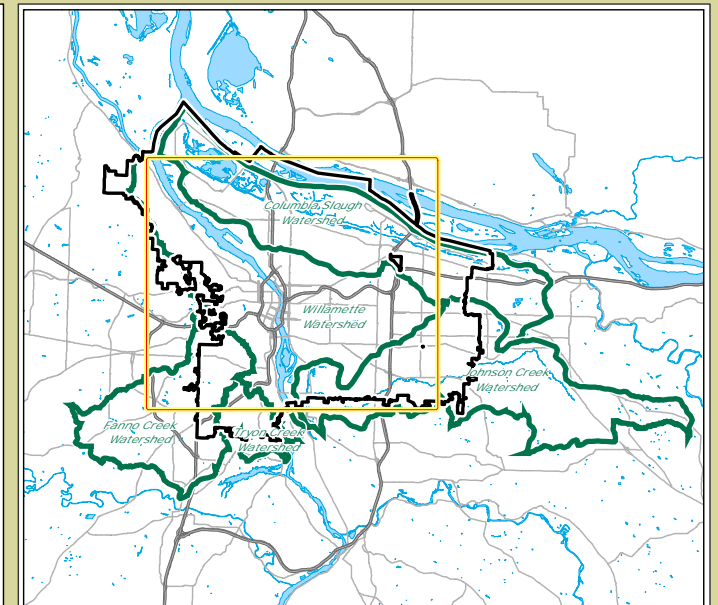 Columbia Slough
Watershed
Willamette
Watershed
Johnson Creek
Watershed
Fanno Creek
Watershed
Tryon Creek
Watershed